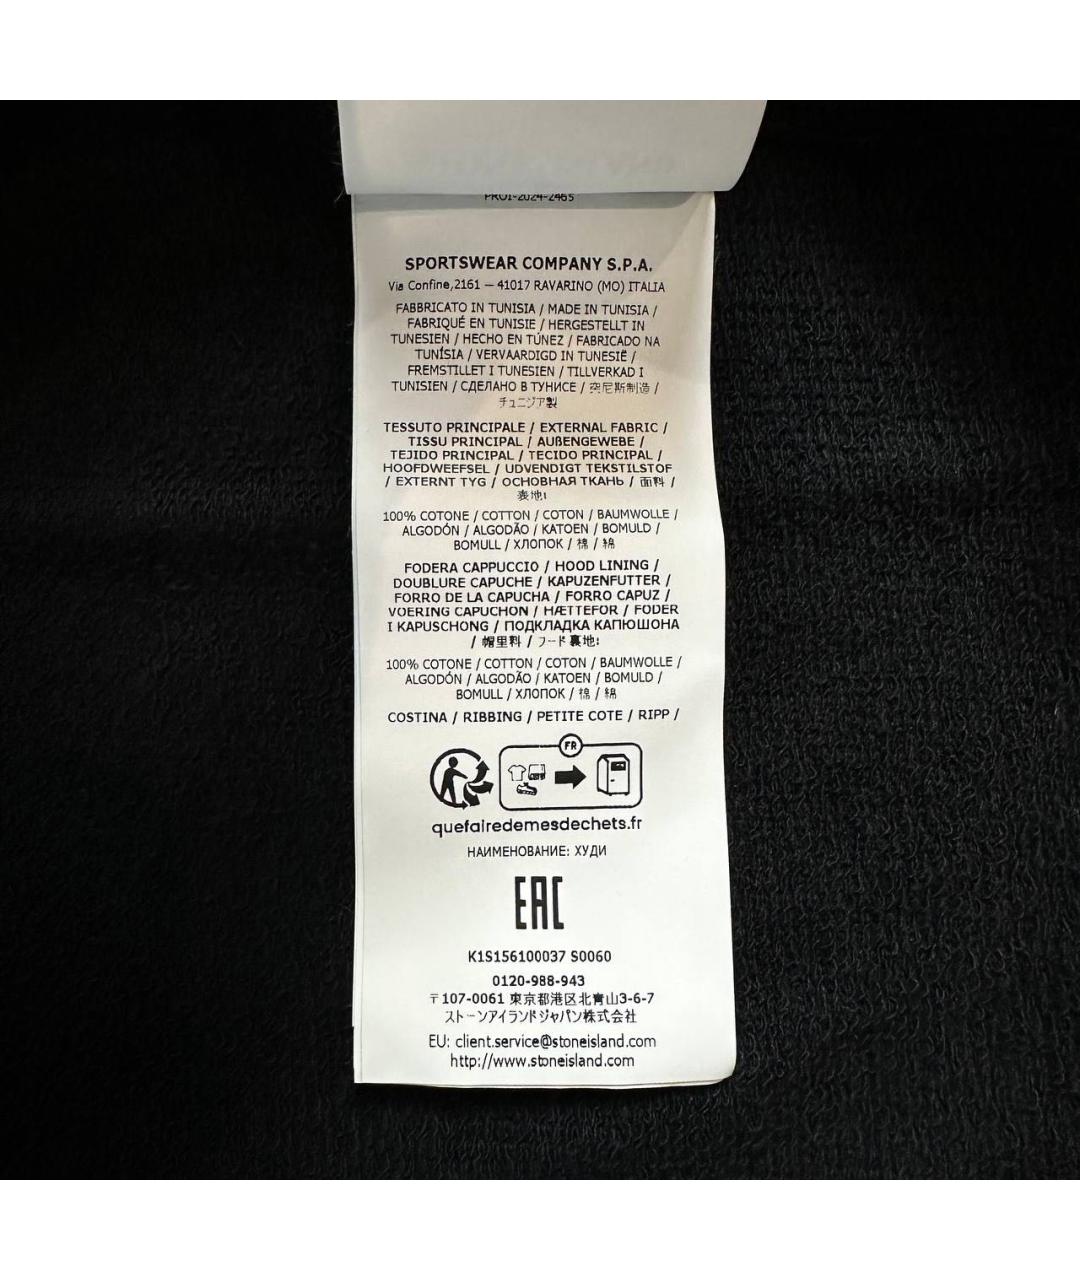 PRO1-2024-2465
SPORTSWEAR COMPANY S.P.A.
Via Confine,2161 – 41017 RAVARINO (MO) ITALIA
FABBRICATO IN TUNISIA / MADE IN TUNISIA /
FABRIQUÉ EN TUNISIE / HERGESTELLT IN
TUNESIEN / HECHO EN TÚNEZ / FABRICADO NA
TUNÍSIA / VERVAARDIGD IN TUNESIË /
FREMSTILLET I TUNESIEN / TILLVERKAD I
TUNISIEN / СДЕЛАНО В ТУНИСЕ / 突尼斯制造 /
チュニジア製
TESSUTO PRINCIPALE / EXTERNAL FABRIC /
TISSU PRINCIPAL / AUßENGEWEBE /
TEJIDO PRINCIPAL / TECIDO PRINCIPAL /
HOOFDWEEFSEL / UDVENDIGT TEKSTILSTOF
/ EXTERNT TYG / ОСНОВНАЯ ТКАНЬ / 面料 /
表地:
100% COTONE / COTTON / COTON / BAUMWOLLE /
ALGODÓN / ALGODÃO / KATOEN / BOMULD /
BOMULL / ХЛОПОК / 棉 / 綿
FODERA CAPPUCCIO / HOOD LINING /
DOUBLURE CAPUCHE / KAPUZENFUTTER /
FORRO DE LA CAPUCHA / FORRO CAPUZ /
VOERING CAPUCHON / HÆTTEFOR / FODER
I KAPUSCHONG / ПОДКЛАДКА КАПЮШОНА
/ 帽里料 / フード裏地:
100% COTONE / COTTON / COTON / BAUMWOLLE /
ALGODÓN / ALGODÃO / KATOEN / BOMULD /
BOMULL / ХЛОПОК / 棉 / 綿
COSTINA / RIBBING / PETITE COTE / RIPP /
FR
quefairedemesdechets.fr
НАИМЕНОВАНИЕ: ХУДИ
EAC
K1S156100037 S0060
0120-988-943
〒107-0061 東京都港区北青山3-6-7
ストーンアイランドジャパン株式会社
EU: client.service@stoneisland.com
http://www.stoneisland.com